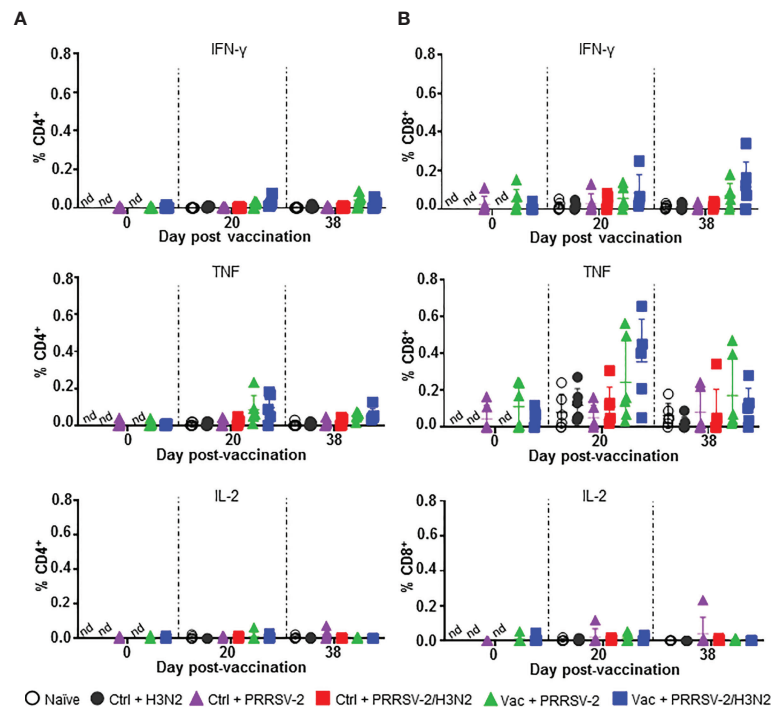 A
B
IFN-γ
IFN-γ
% CD4+
0.8
0.6
0.4
0.2
0.0
nd nd nd
0 20 38
Day post vaccination
% CD8+
0.8
0.6
0.4
0.2
0.0
nd nd nd
0 20 38
Day post vaccination
TNF
TNF
% CD4+
0.8
0.6
0.4
0.2
0.0
nd nd nd
0 20 38
Day post-vaccination
% CD8+
0.8
0.6
0.4
0.2
0.0
nd nd nd
0 20 38
Day post-vaccination
IL-2
IL-2
% CD4+
0.8
0.6
0.4
0.2
0.0
nd nd nd
0 20 38
Day post-vaccination
% CD8+
0.8
0.6
0.4
0.2
0.0
nd nd nd
0 20 38
Day post-vaccination
Naïve Ctrl + H3N2 Ctrl + PRRSV-2 Ctrl + PRRSV-2/H3N2 Vac + PRRSV-2 Vac + PRRSV-2/H3N2